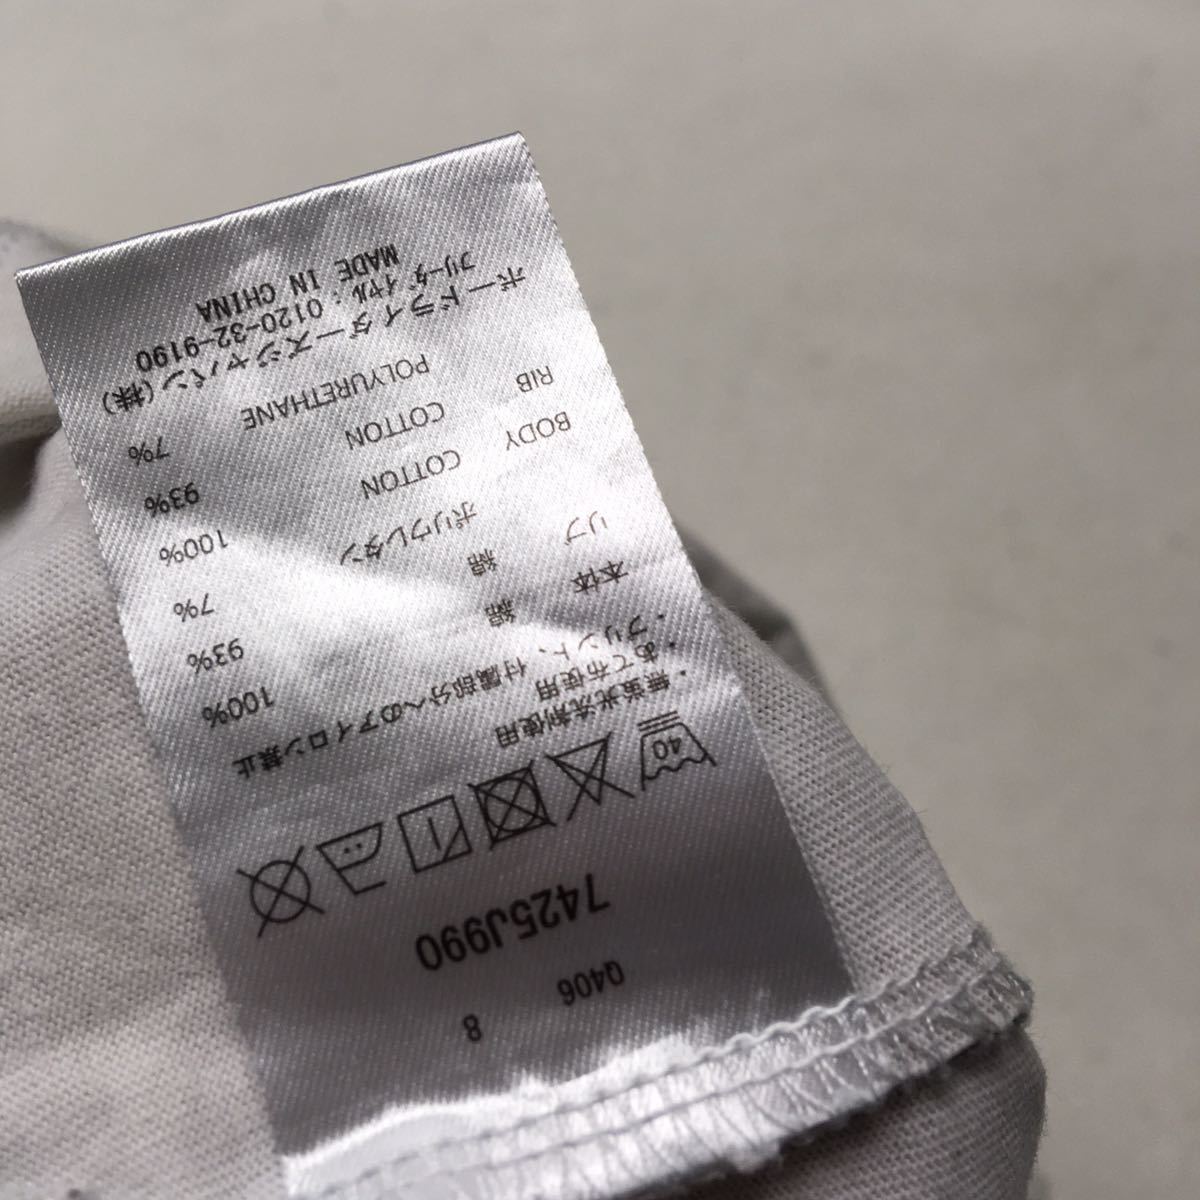 Q406 8
7425J990
40
・無蛍光洗剤使用
・あて布使用
・プリント、付属部分へのアイロン禁止
本体 綿 100%
リブ 綿 93%
ポリウレタン 7%
BODY COTTON 100%
RIB COTTON 93%
POLYURETHANE 7%
ボードライダーズジャパン(株)
フリーダイヤル:0120-32-9190
MADE IN CHINA